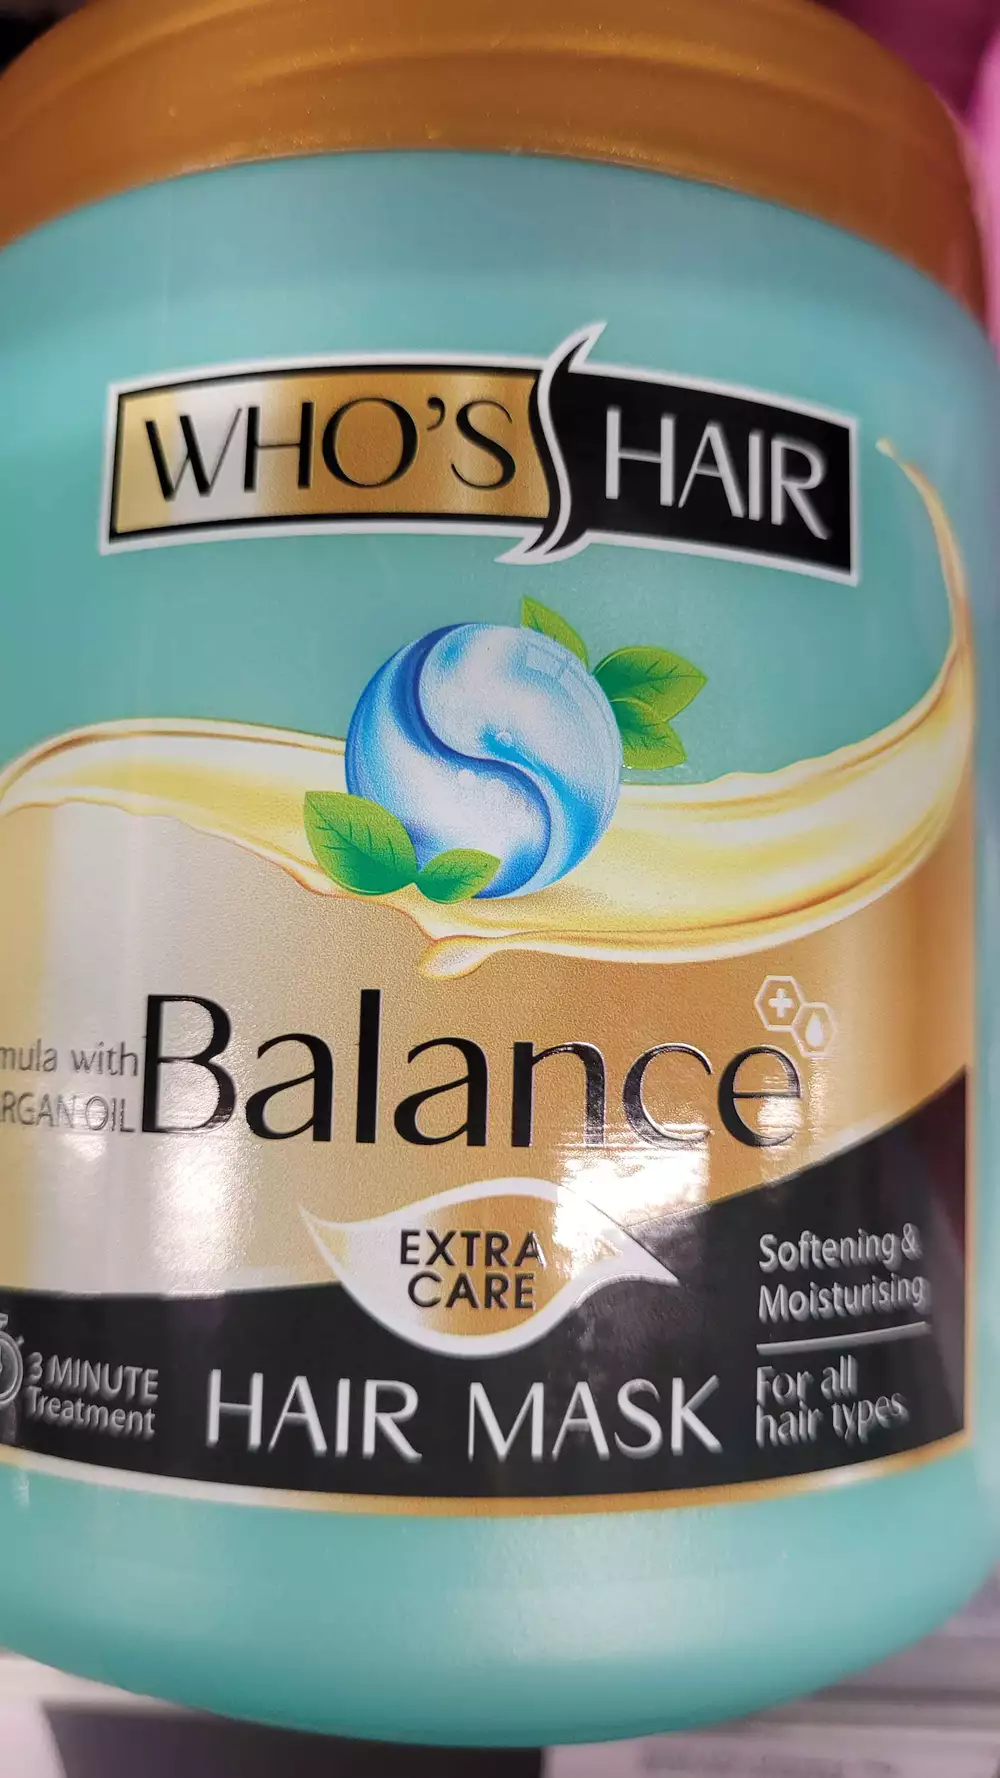 WHO'S HAIR
mula with
RGAN OIL
Balance
EXTRA
CARE
Softening &
Moisturising
3 MINUTE
Treatment
HAIR MASK
For all
hair types